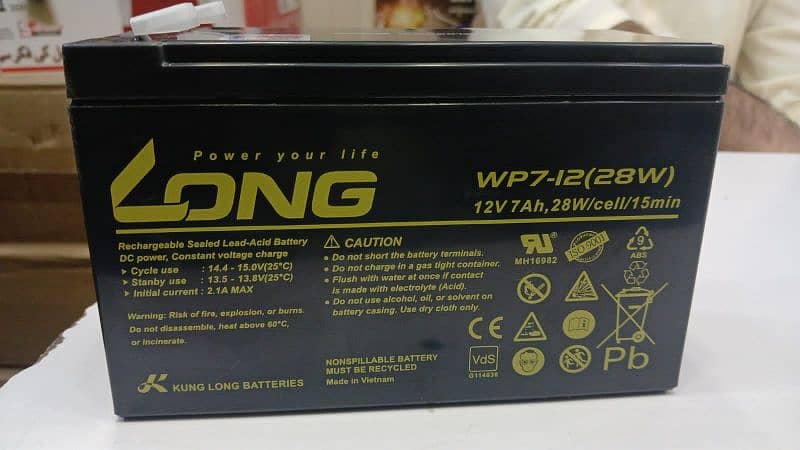 Power your life
LONG
WP7-12(28W)
12V 7Ah,28W/cell/15min
Rechargeable Sealed Lead-Acid Battery
DC power, Constant voltage charge
Cycle use : 14.4 - 15.0V(25°C)
Stanby use : 13.5 - 13.8V(25°C)
Initial current : 2.1A MAX
Warning: Risk of fire, explosion, or burns.
Do not disassemble, heat above 60°C,
or incinerate.
KUNG LONG BATTERIES
CAUTION
Do not short the battery terminals.
Do not charge in a gas tight container.
Flush with water at once if contact
is made with electrolyte (Acid).
Do not use alcohol, oil, or solvent on
battery casing. Use dry cloth only.
NONSPILLABLE BATTERY
MUST BE RECYCLED
Made in Vietnam
MH16982
ISO 9001
9
ABS
CE
VdS
G114636
Pb